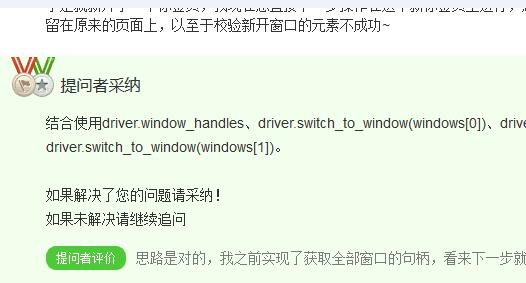 留在原来的页面上，以至于校验新开窗口的元素不成功~
提问者采纳
结合使用driver.window_handles、driver.switch_to_window(windows[0])、drive
driver.switch_to_window(windows[1])。
如果解决了您的问题请采纳！
如果未解决请继续追问
提问者评价 思路是对的，我之前实现了获取全部窗口的句柄，看来下一步就